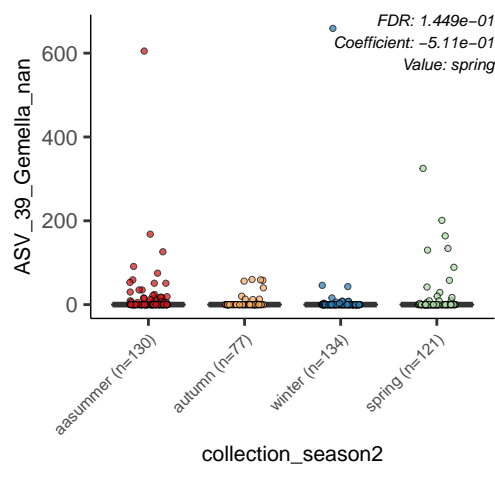 FDR: 1.449e−01
Coefficient: −5.11e−01
Value: spring
ASV_39_Gemella_nan
600
400
200
0
aasummer (n=130)
autumn (n=77)
winter (n=134)
spring (n=121)
collection_season2